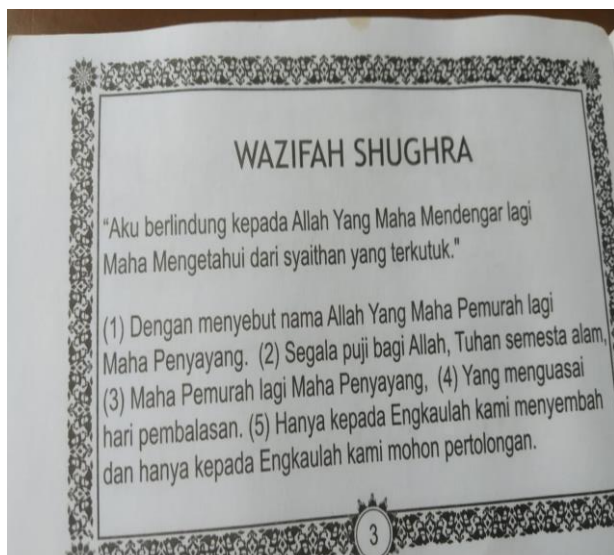 WAZIFAH SHUGHRA
"Aku berlindung kepada Allah Yang Maha Mendengar lagi
Maha Mengetahui dari syaithan yang terkutuk."
(1) Dengan menyebut nama Allah Yang Maha Pemurah lagi
Maha Penyayang. (2) Segala puji bagi Allah, Tuhan semesta alam,
(3) Maha Pemurah lagi Maha Penyayang, (4) Yang menguasai
hari pembalasan. (5) Hanya kepada Engkaulah kami menyembah
dan hanya kepada Engkaulah kami mohon pertolongan.
3